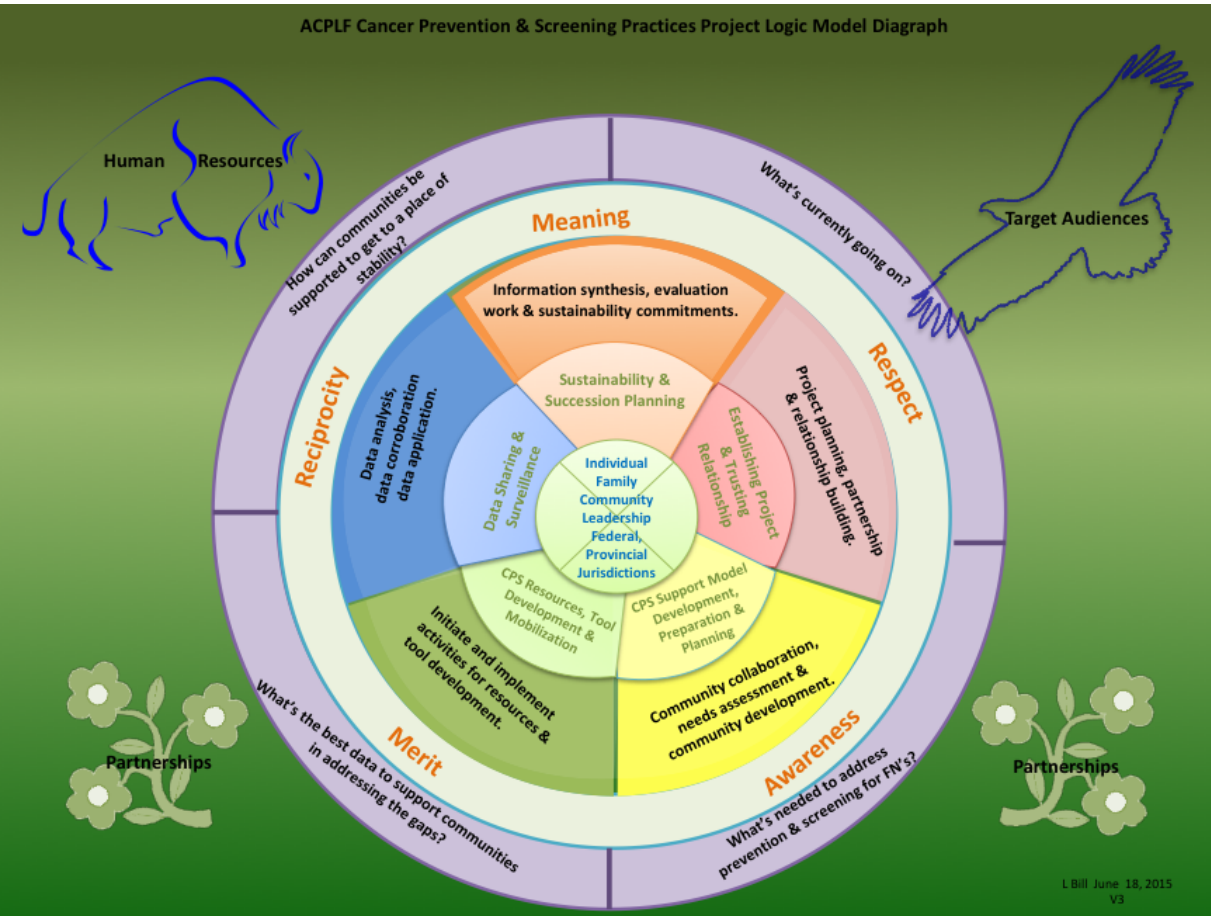 ACPLF Cancer Prevention & Screening Practices Project Logic Model Diagraph
Human Resources
Target Audiences
How can communities be
supported to get to a place of
stability?
What's currently going on?
Meaning
Respect
Reciprocity
Information synthesis, evaluation
work & sustainability commitments.
Sustainability &
Succession Planning
Project planning, partnership
& relationship building.
Establishing Project
& Trusting
Relationship
Data analysis,
data corroboration
data application.
Data Sharing &
Surveillance
Individual
Family
Community
Leadership
Federal,
Provincial
Jurisdictions
CPS Resources, Tool
Development &
Mobilization
CPS Support Model
Development,
Preparation &
Planning
Initiate and implement
activities for resources &
tool development.
Community collaboration,
needs assessment &
community development.
Merit
Awareness
What's the best data to support communities
in addressing the gaps?
What's needed to address
prevention & screening for FN's?
Partnerships
Partnerships
L Bill June 18, 2015
V3